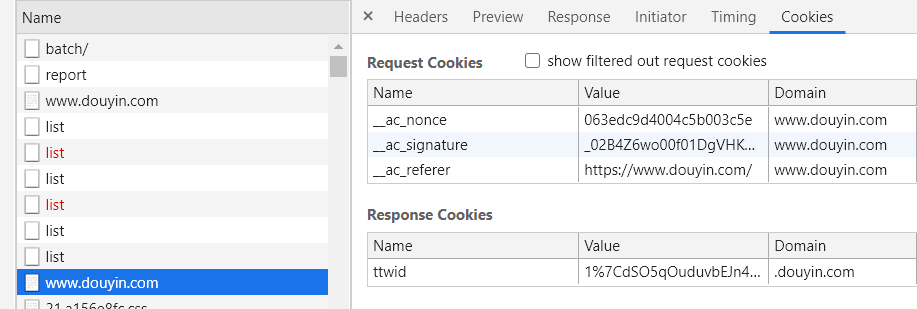 Name
batch/
report
www.douyin.com
list
list
list
list
list
list
www.douyin.com
21.a156e8fc.css
Headers Preview Response Initiator Timing Cookies
Request Cookies show filtered out request cookies
Name Value Domain
__ac_nonce 063edc9d4004c5b003c5e www.douyin.com
__ac_signature _02B4Z6wo00f01DgVHK... www.douyin.com
__ac_referer https://www.douyin.com/ www.douyin.com
Response Cookies
Name Value Domain
ttwid 1%7CdSO5qOuduvbEJn4... .douyin.com